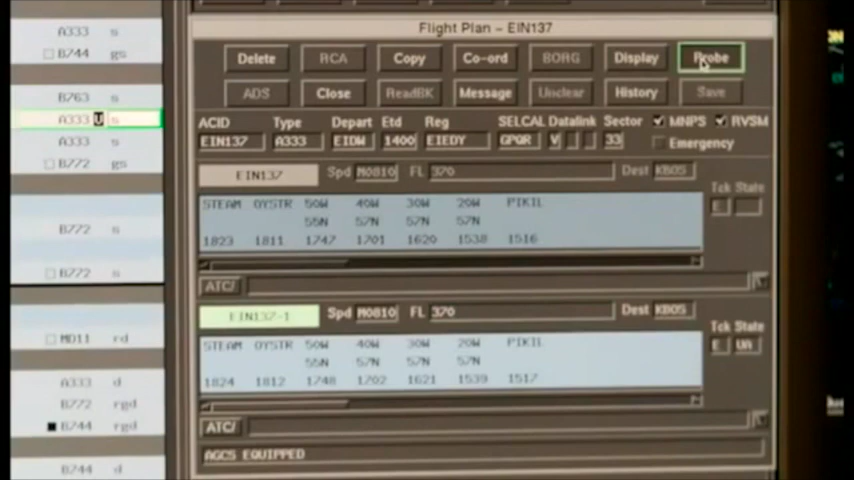 Flight Plan - EIN137
Delete RCA Copy Co-ord BORG Display Probe
ADS Close ReadBK Message Unclear History Save
ACID Type Depart Etd Reg SELCAL Datalink Sector MNPS RVSM
EIN137 A333 EIDW 1400 EIEDY GPQR V 33 Emergency
EIN137 Spd M0810 FL 370 Dest KBOS
Tck State
STEAM OYSTR 50W 40W 30W 20W PIKIL
E
55N 57N 57N 57N
1823 1811 1747 1701 1620 1538 1516
ATC/
EIN137-1 Spd M0810 FL 370 Dest KBOS
Tck State
STEAM OYSTR 50W 40W 30W 20W PIKIL
E UA
55N 57N 57N 57N
1824 1812 1748 1702 1621 1539 1517
ATC/
AGCS EQUIPPED
A333 s
B744 gs
B763 s
A333 U s
A333 s
B772 gs
B772 s
B772 s
MD11 rd
A333 d
B772 rgd
B744 rgd
B744 d